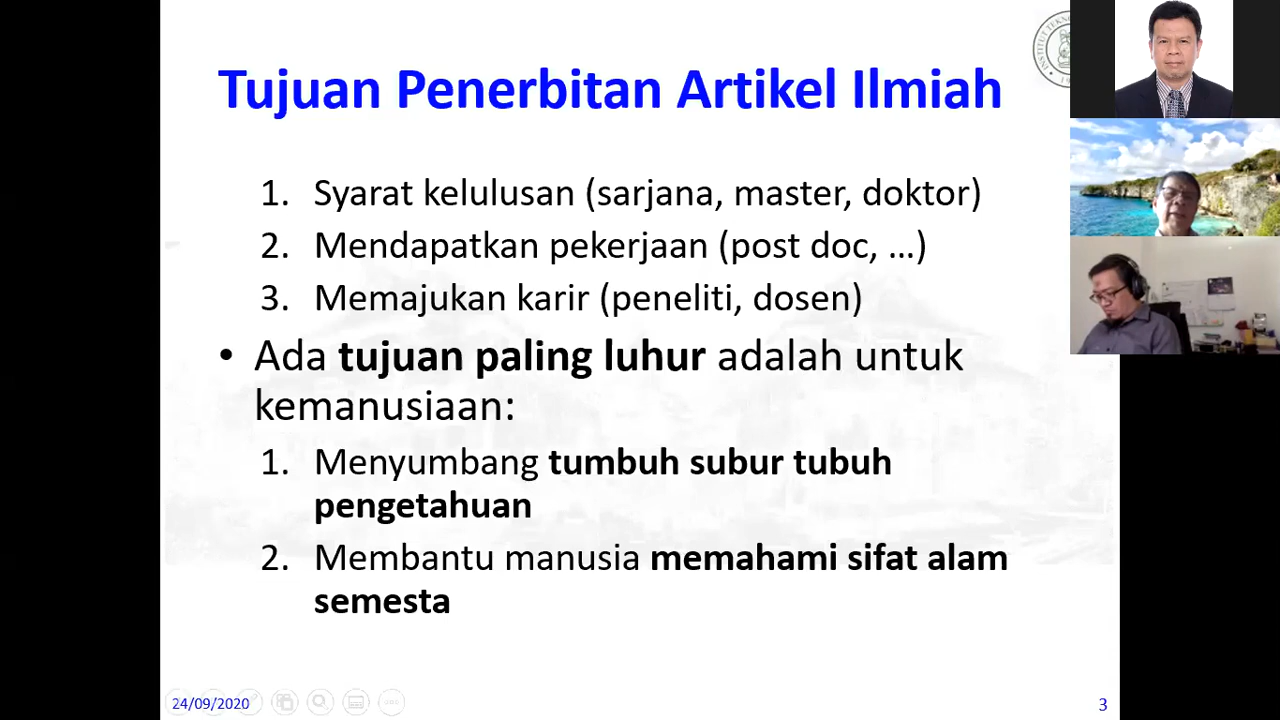 Tujuan Penerbitan Artikel Ilmiah
1. Syarat kelulusan (sarjana, master, doktor)
2. Mendapatkan pekerjaan (post doc, ...)
3. Memajukan karir (peneliti, dosen)
• Ada tujuan paling luhur adalah untuk
kemanusiaan:
1. Menyumbang tumbuh subur tubuh
pengetahuan
2. Membantu manusia memahami sifat alam
semesta
24/09/2020
3